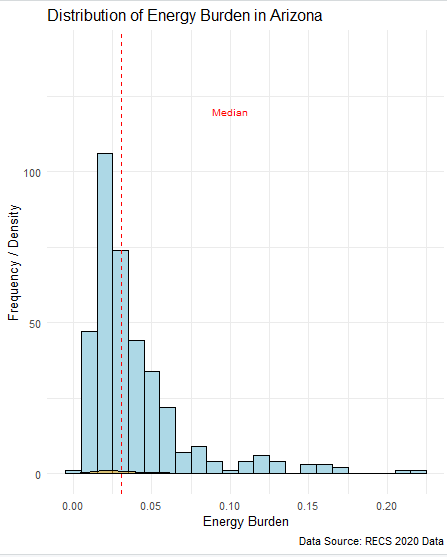 Distribution of Energy Burden in Arizona
Median
Frequency / Density
100
50
0
0.00 0.05 0.10 0.15 0.20
Energy Burden
Data Source: RECS 2020 Data